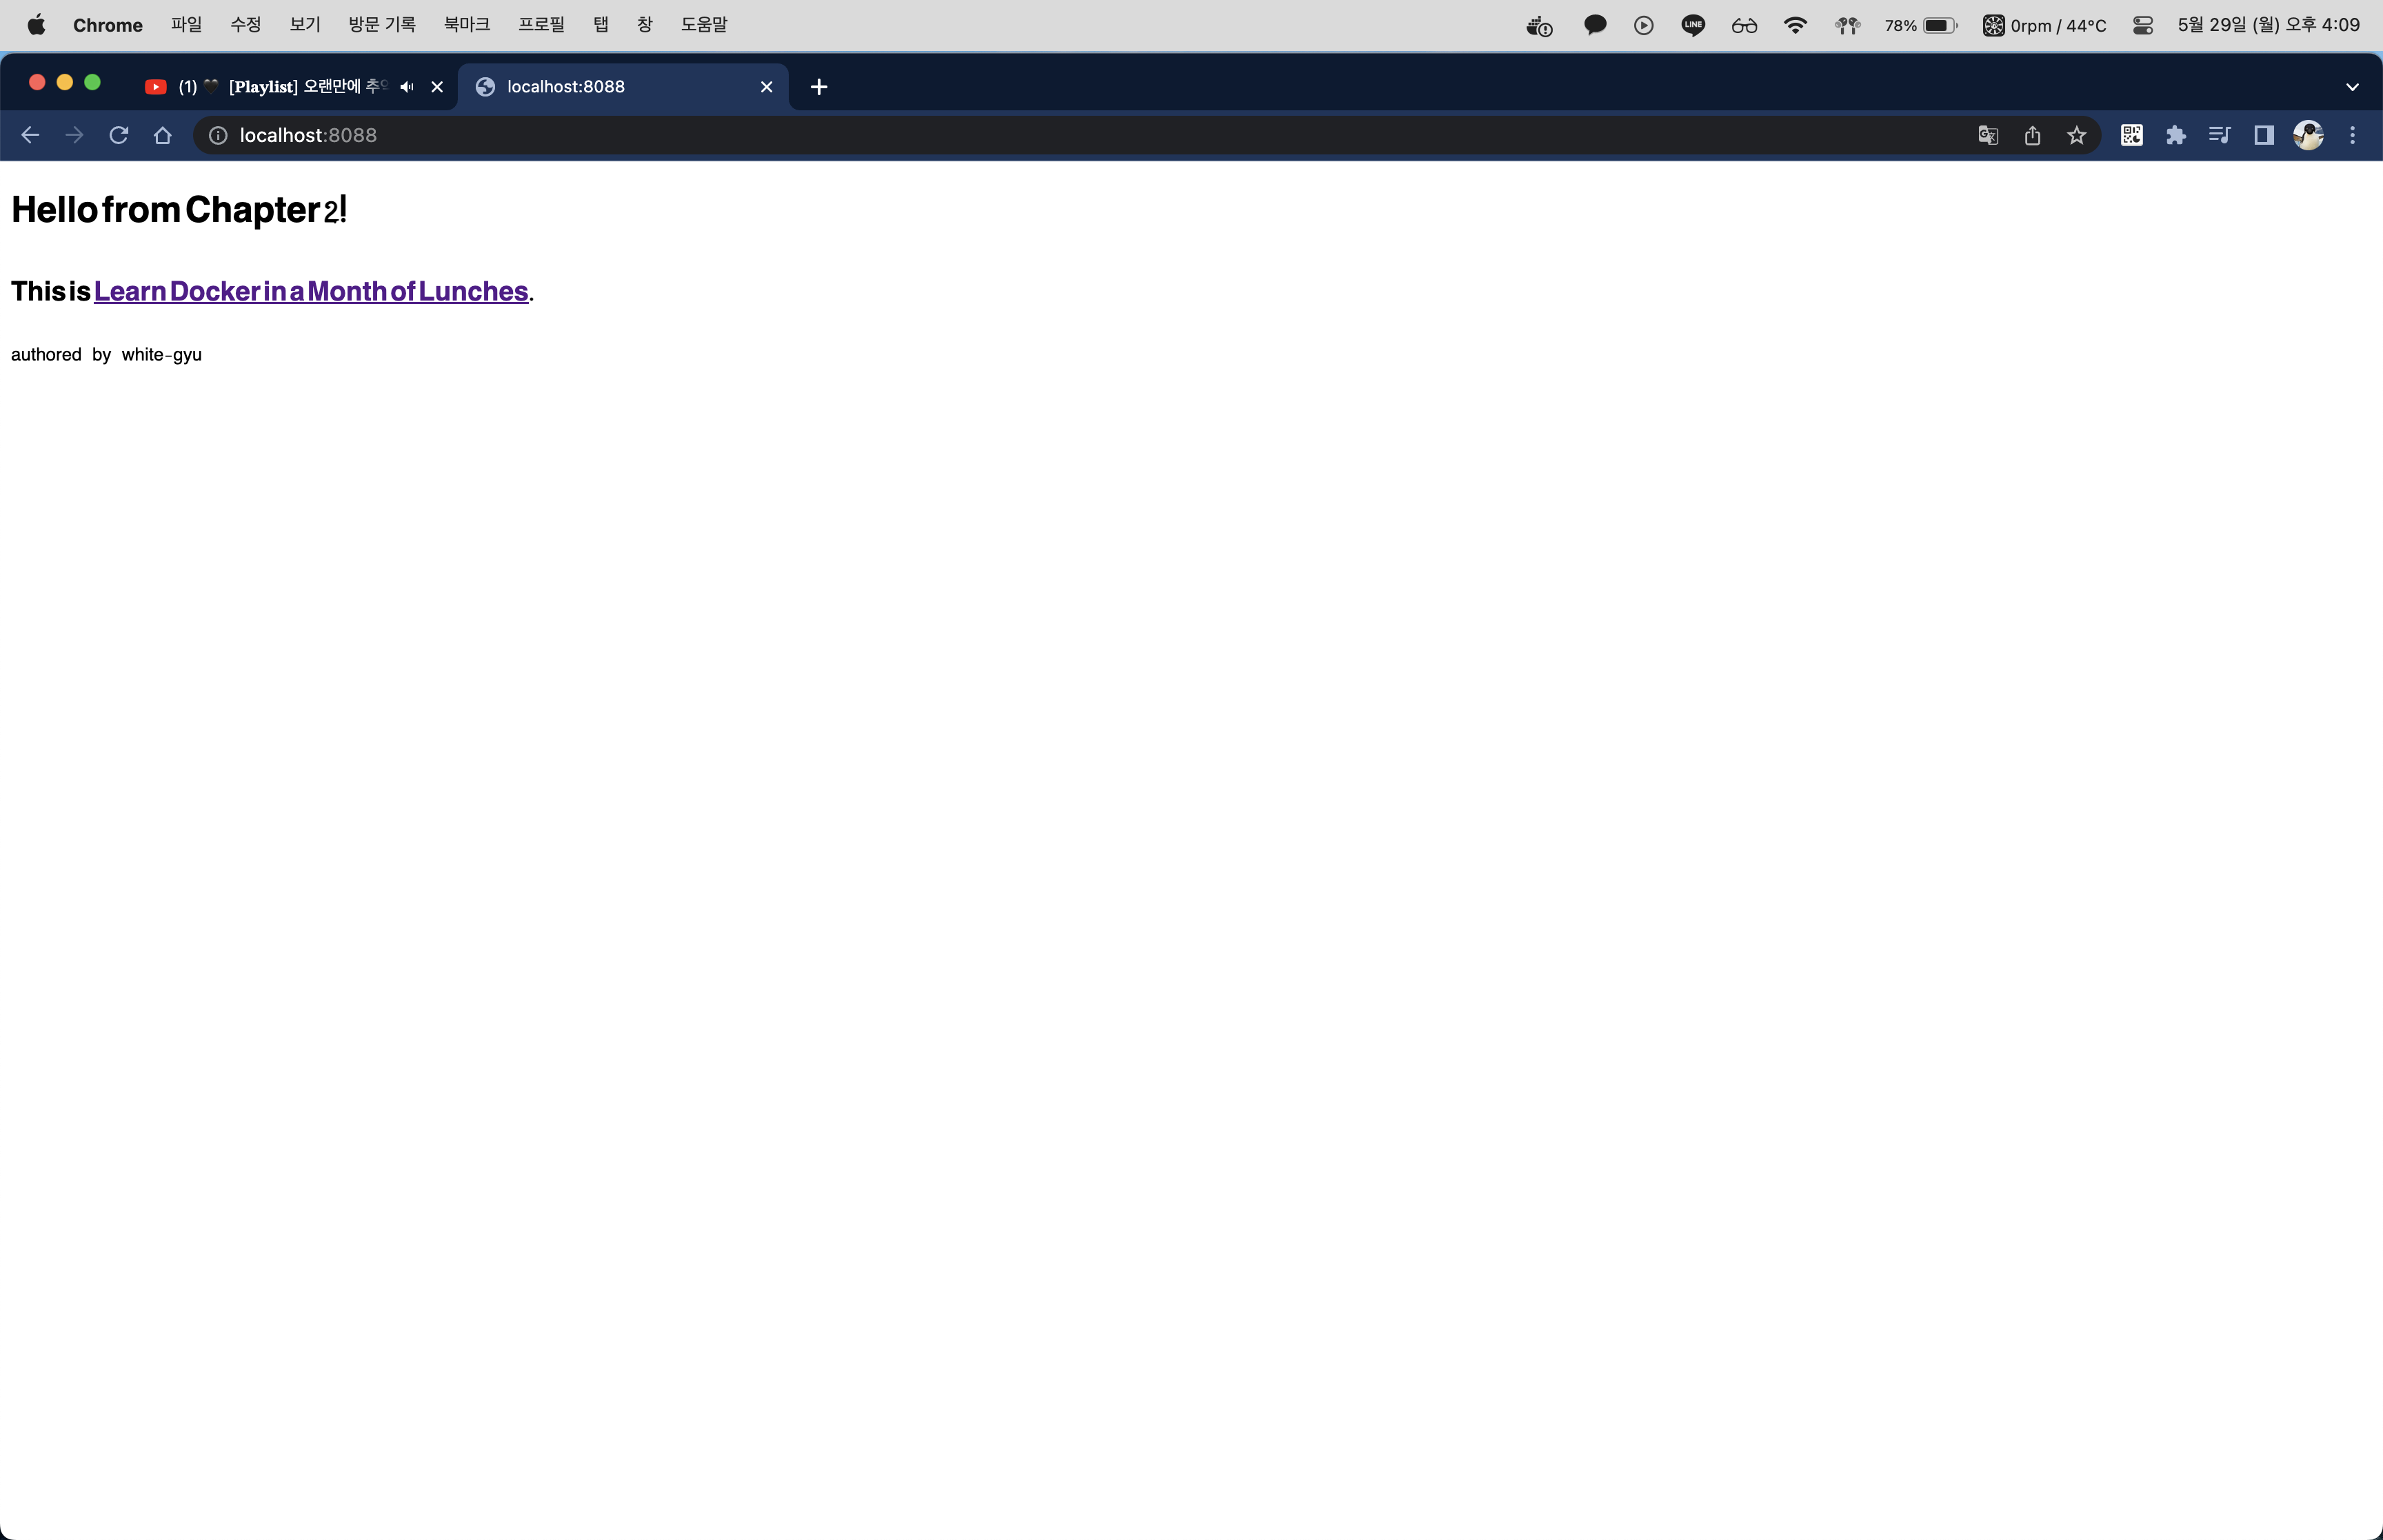 Chrome 파일 수정 보기 방문 기록 북마크 프로필 탭 창 도움말 LINE 78% 0rpm / 44°C 5월 29일 (월) 오후 4:09
(1) 🖤 [Playlist] 오랜만에 추억 localhost:8088
localhost:8088
Hello from Chapter 2!
This is Learn Docker in a Month of Lunches.
authored by white-gyu